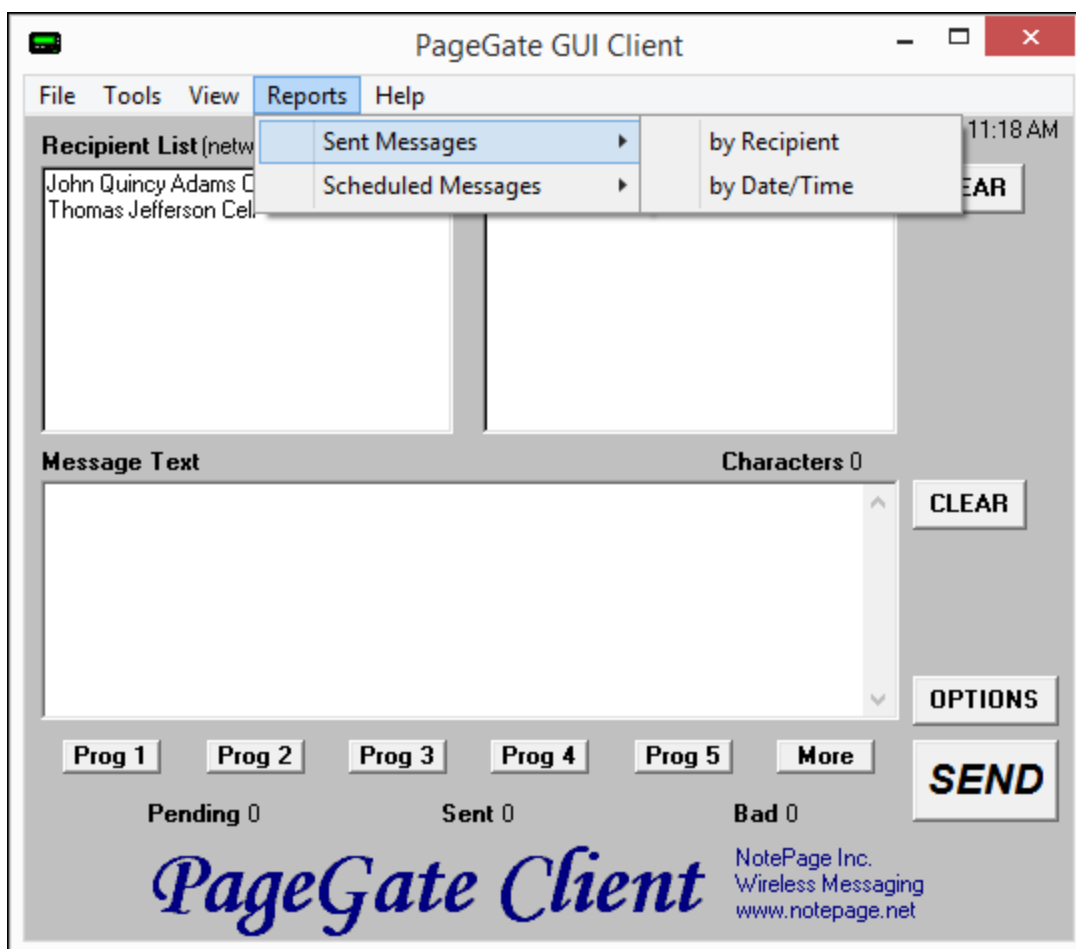 PageGate GUI Client
File Tools View Reports Help
11:18 AM
Sent Messages
Scheduled Messages
by Recipient
by Date/Time
Recipient List (netw
John Quincy Adams C
Thomas Jefferson Cel
EAR
Message Text Characters 0
CLEAR
OPTIONS
Prog 1 Prog 2 Prog 3 Prog 4 Prog 5 More
SEND
Pending 0 Sent 0 Bad 0
PageGate Client
NotePage Inc.
Wireless Messaging
www.notepage.net